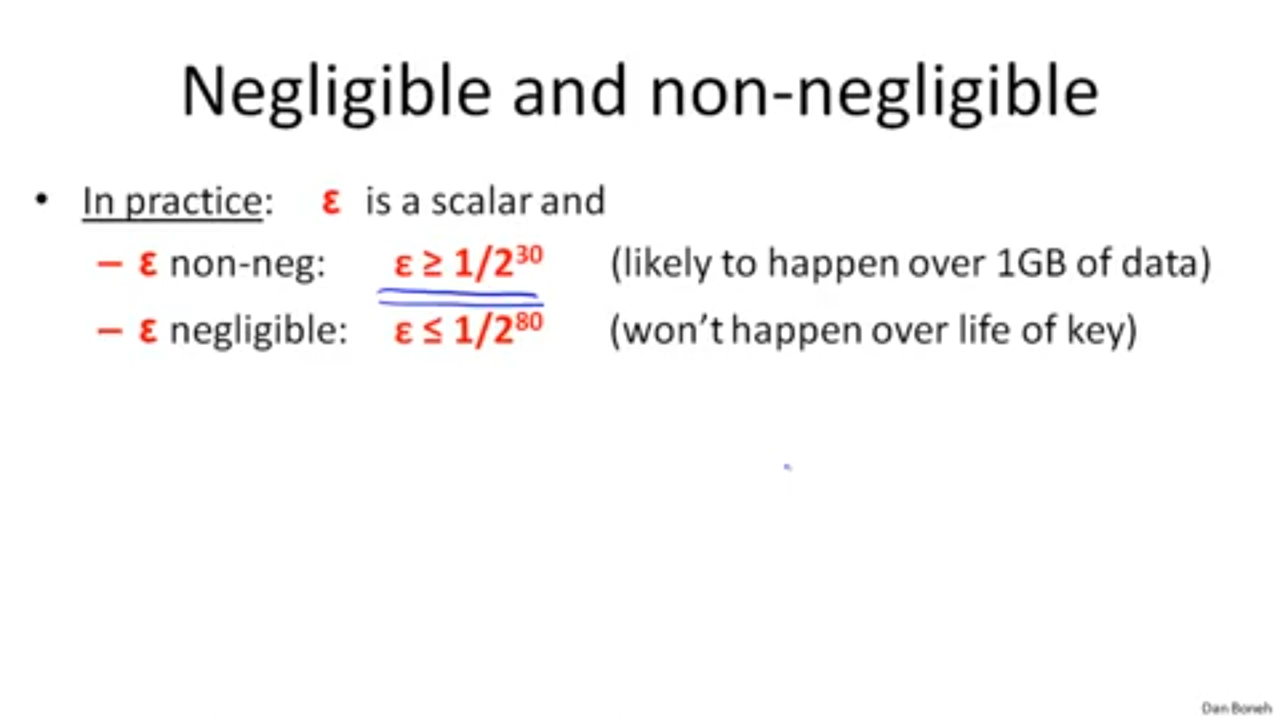 Negligible and non-negligible
• In practice: ε is a scalar and
– ε non-neg: ε ≥ 1/2³⁰ (likely to happen over 1GB of data)
– ε negligible: ε ≤ 1/2⁸⁰ (won’t happen over life of key)
Dan Boneh